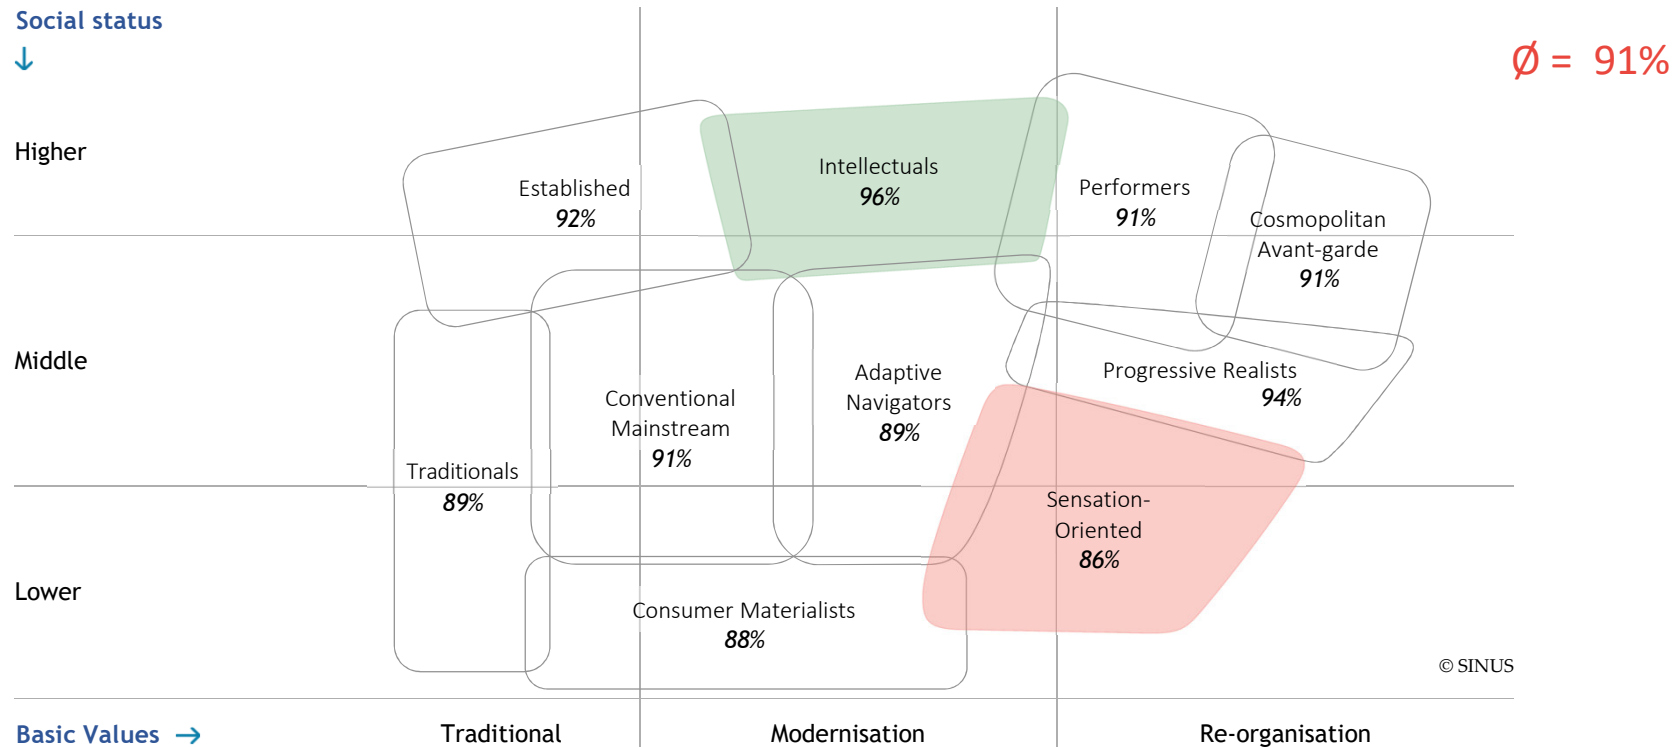 Social status
↓
Ø = 91%
Higher
Established
92%
Intellectuals
96%
Performers
91%
Cosmopolitan
Avant-garde
91%
Middle
Traditionals
89%
Conventional
Mainstream
91%
Adaptive
Navigators
89%
Progressive Realists
94%
Sensation-
Oriented
86%
Lower
Consumer Materialists
88%
© SINUS
Basic Values →
Traditional
Modernisation
Re-organisation